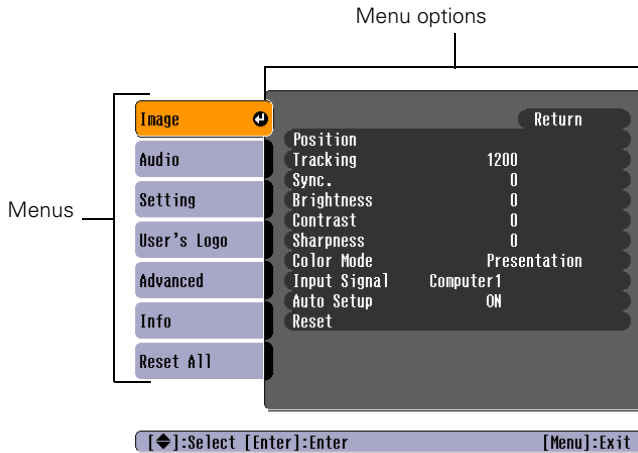 Menu options
Menus
Image
Audio
Setting
User's Logo
Advanced
Info
Reset All
Return
Position
Tracking 1200
Sync. 0
Brightness 0
Contrast 0
Sharpness 0
Color Mode Presentation
Input Signal Computer1
Auto Setup ON
Reset
[◆]:Select [Enter]:Enter [Menu]:Exit